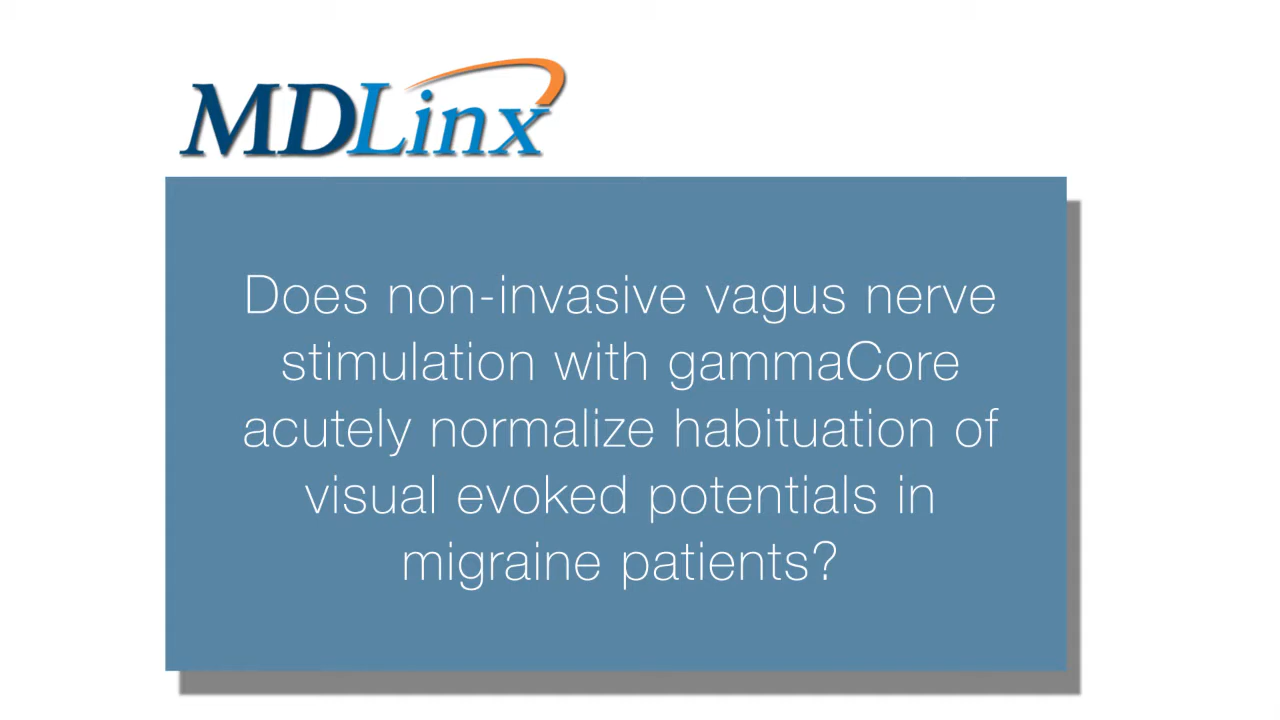 MDLinx
Does non-invasive vagus nerve
stimulation with gammaCore
acutely normalize habituation of
visual evoked potentials in
migraine patients?